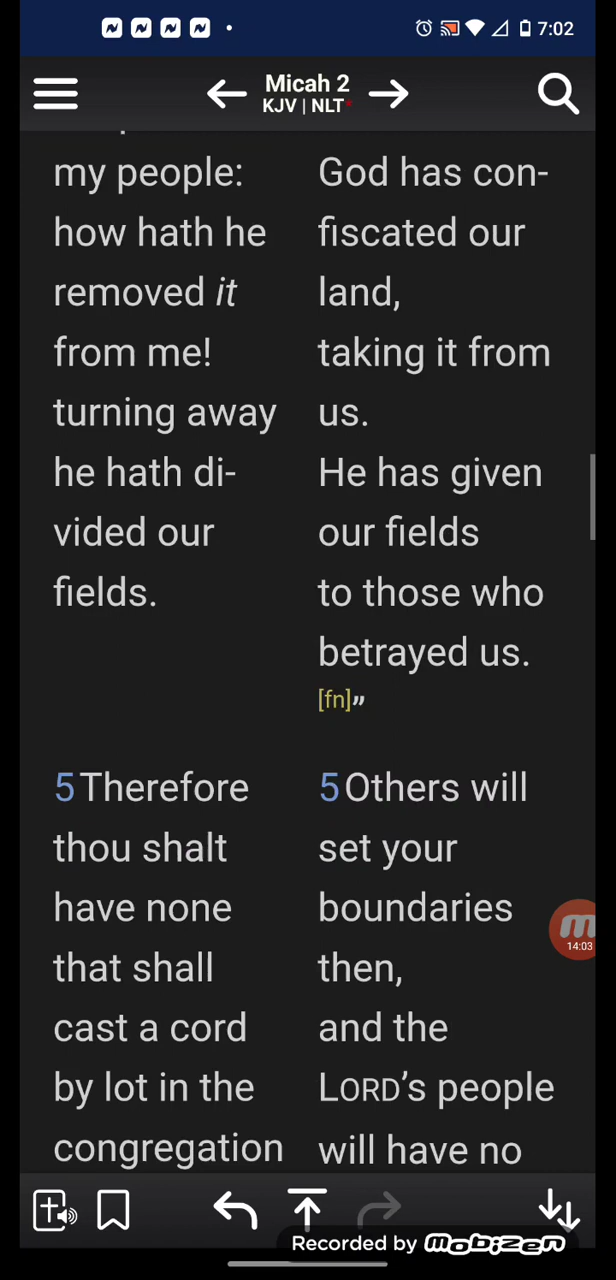 7:02
Micah 2
KJV | NLT*
my people:
how hath he
removed it
from me!
turning away
he hath di-
vided our
fields.
5 Therefore
thou shalt
have none
that shall
cast a cord
by lot in the
congregation
God has con-
fiscated our
land,
taking it from
us.
He has given
our fields
to those who
betrayed us.
[fn]”
5 Others will
set your
boundaries
then,
and the
LORD’s people
will have no
14:03
Recorded by mobizen